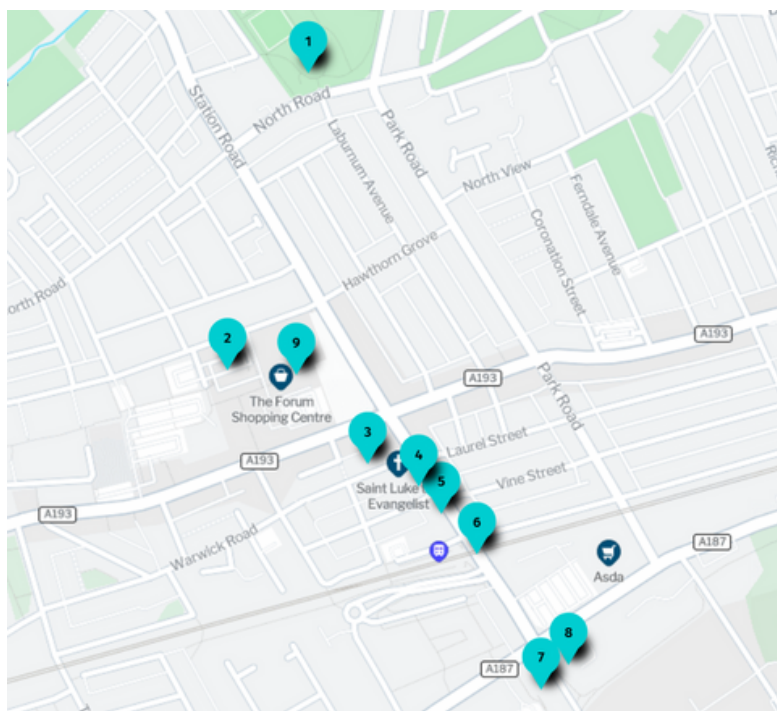 1
North Road
Station Road
Park Road
Laburnum Avenue
North View
Ferndale Avenue
Coronation Street
Hawthorn Grove
orth Road
2
9
A193
The Forum
Shopping Centre
A193
Park Road
3
4
Laurel Street
A193
5
Saint Luke
Evangelist
Vine Street
A193
6
Warwick Road
A187
Asda
8
7
A187